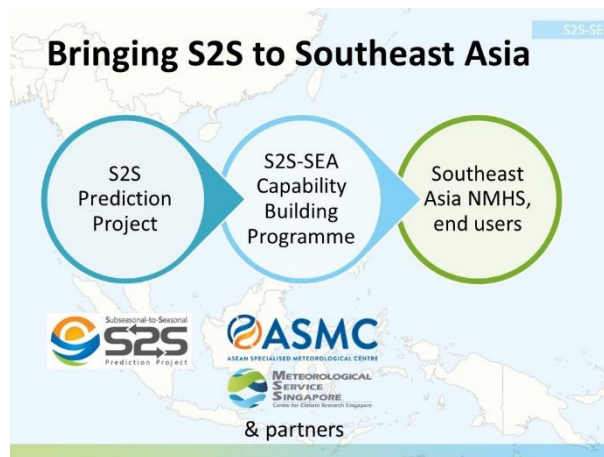 S2S-SE
Bringing S2S to Southeast Asia
S2S
Prediction
Project
S2S-SEA
Capability
Building
Programme
Southeast
Asia NMHS,
end users
Subseasonal-to-Seasonal
S2S
Prediction Project
ASMC
ASEAN SPECIALISED METEOROLOGICAL CENTRE
METEOROLOGICAL
SERVICE
SINGAPORE
Centre for Climate Research Singapore
& partners